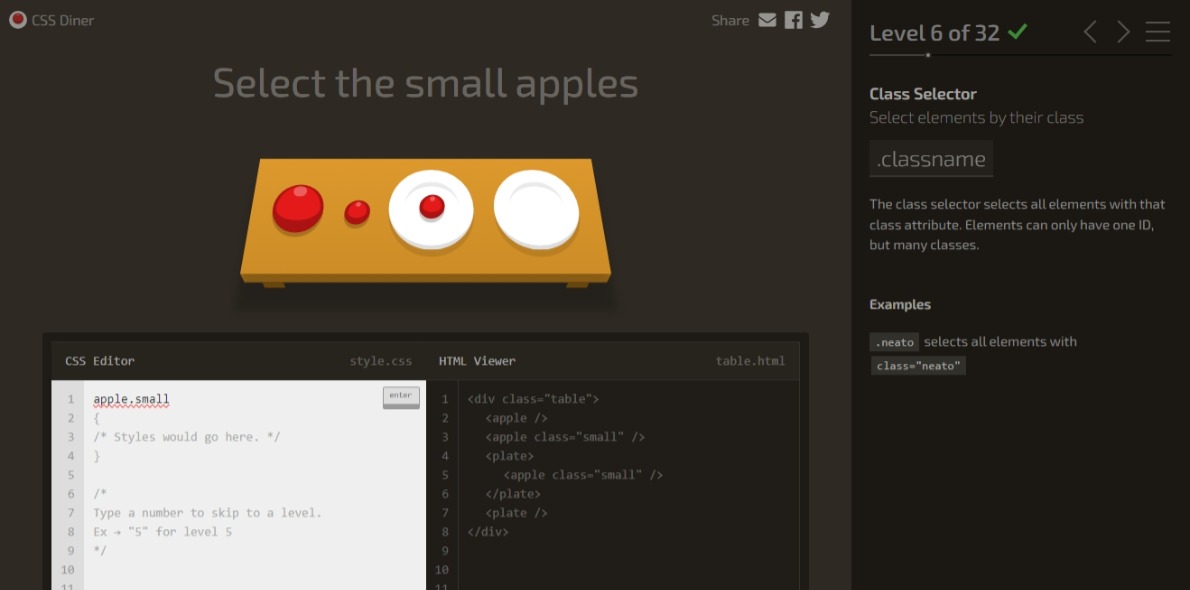 CSS Diner
Share
Select the small apples
CSS Editor
style.css
1 apple.small
enter
2 {
3 /* Styles would go here. */
4 }
5
6 /*
7 Type a number to skip to a level.
8 Ex → "5" for level 5
9 */
10
11
HTML Viewer
table.html
1 <div class="table">
2 <apple />
3 <apple class="small" />
4 <plate>
5 <apple class="small" />
6 </plate>
7 <plate />
8 </div>
9
10
11
Level 6 of 32
Class Selector
Select elements by their class
.classname
The class selector selects all elements with that
class attribute. Elements can only have one ID,
but many classes.
Examples
.neato selects all elements with
class="neato"